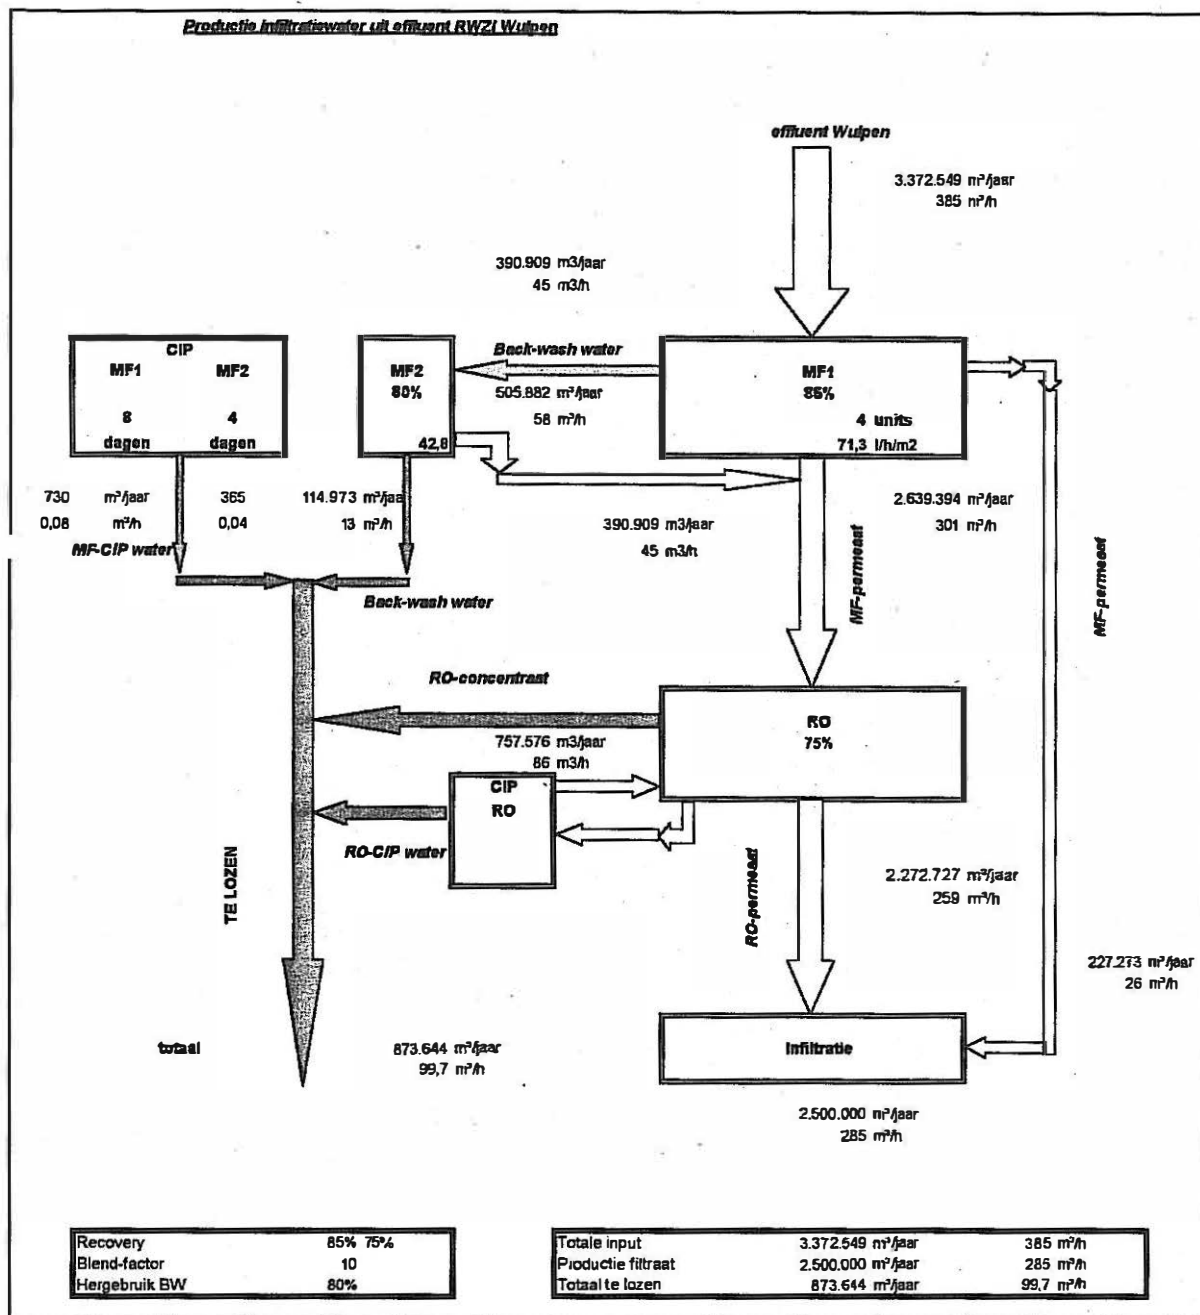 Productie infiltratiewater uit effluent RWZI Wulpen
effluent Wulpen
3.372.549 m³/jaar
385 m³/h
390.909 m3/jaar
45 m3/h
CIP
MF1 MF2
8 4
dagen dagen
MF2
80%
42,8
Back-wash water
505.882 m³/jaar
58 m³/h
MF1
85%
4 units
71,3 l/h/m2
730 m³/jaar 365 114.973 m³/jaa
0,08 m³/h 0,04 13 m³/h
MF-CIP water
390.909 m3/jaar
45 m3/h
2.639.394 m³/jaar
301 m³/h
Back-wash water
MF-permeaat
MF-permeaat
RO-concentraat
757.576 m3/jaar
86 m3/h
RO
75%
CIP
RO
RO-CIP water
TE LOZEN
RO-permeaat
2.272.727 m³/jaar
259 m³/h
227.273 m³/jaar
26 m³/h
totaal
873.644 m³/jaar
99,7 m³/h
Infiltratie
2.500.000 m³/jaar
285 m³/h
Recovery 85% 75%
Blend-factor 10
Hergebruik BW 80%
Totale input 3.372.549 m³/jaar 385 m³/h
Productie filtraat 2.500.000 m³/jaar 285 m³/h
Totaal te lozen 873.644 m³/jaar 99,7 m³/h